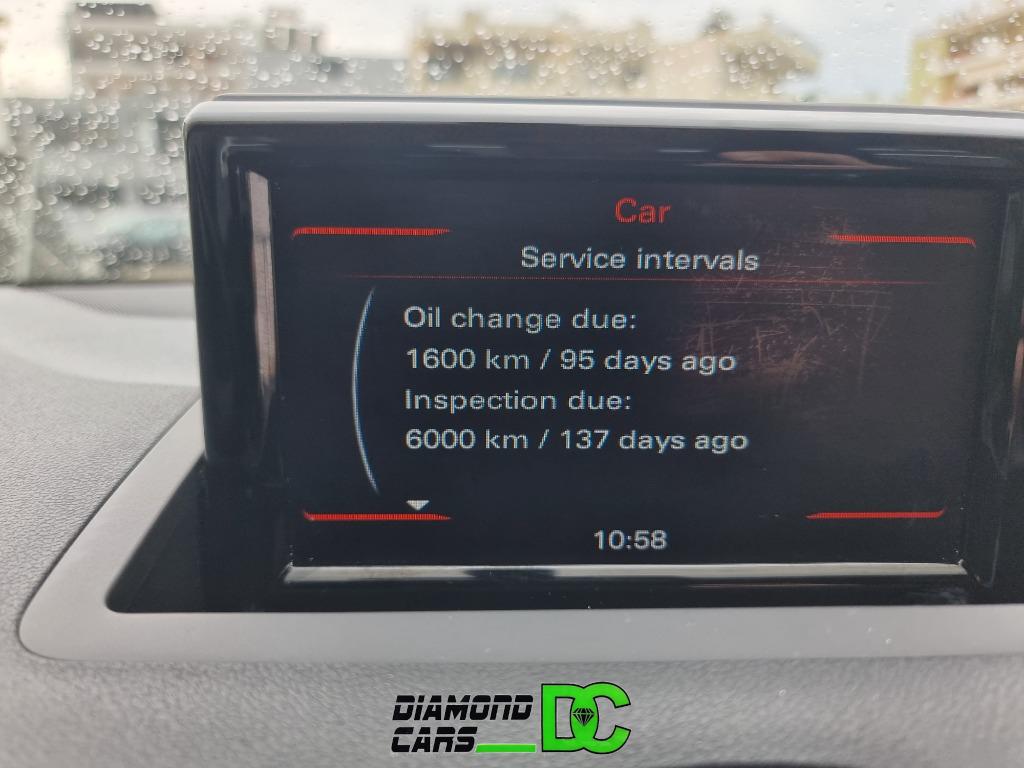 Car
Service intervals
Oil change due:
1600 km / 95 days ago
Inspection due:
6000 km / 137 days ago
10:58
DIAMOND
CARS
DC